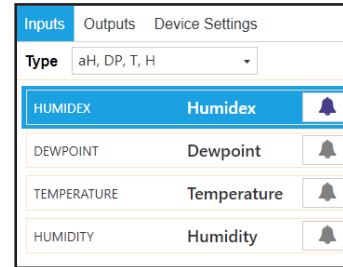 Inputs Outputs Device Settings
Type aH, DP, T, H
HUMIDEX Humidex
DEWPOINT Dewpoint
TEMPERATURE Temperature
HUMIDITY Humidity